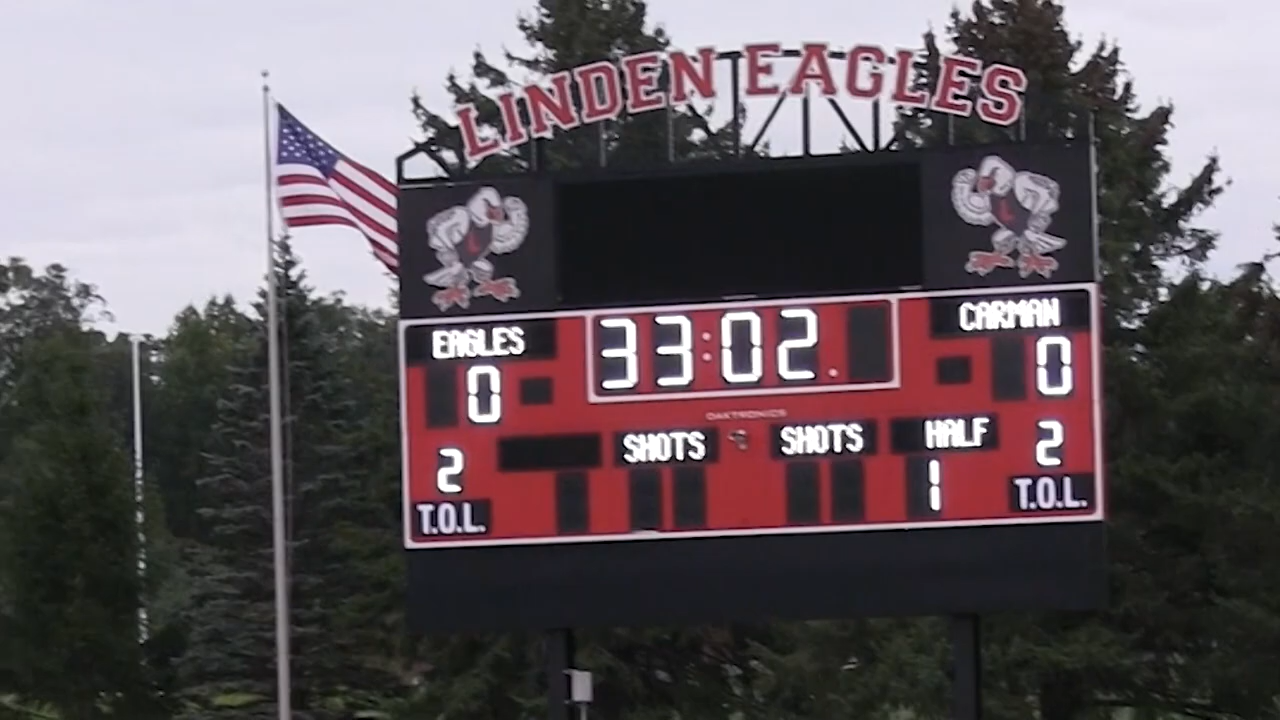 LINDEN EAGLES
EAGLES
33:02.
CARMAN
0
0
DAKTRONICS
SHOTS
SHOTS
HALF
2
1
2
T.O.L.
T.O.L.